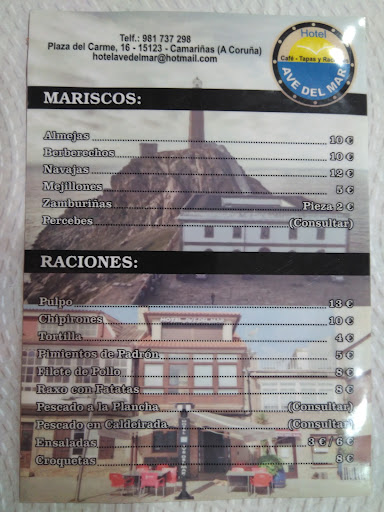 Telf.: 981 737 298
Plaza del Carme, 16 - 15123 - Camariñas (A Coruña)
hotelavedelmar@hotmail.com
Hotel
Café - Tapas y
AVE DEL MAR
MARISCOS:
Almejas 10 €
Berberechos 10 €
Navajas 12 €
Mejillones 5 €
Zamburiñas Pieza 2 €
Percebes (Consultar)
RACIONES:
Pulpo 13 €
Chipirones 10 €
Tortilla 4 €
Pimientos de Padrón 5 €
Filete de Pollo 8 €
Raxo con Patatas 8 €
Pescado a la Plancha (Consultar)
Pescado en Caldeirada (Consultar)
Ensaladas 3 € / 6 €
Croquetas 8 €